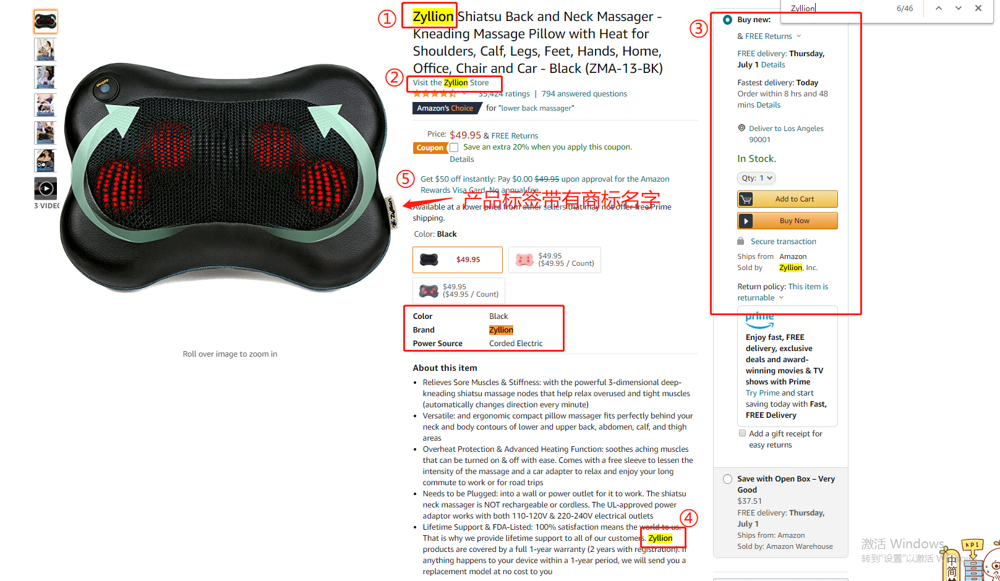 Zyllion
6/46
①
Zyllion Shiatsu Back and Neck Massager -
Kneading Massage Pillow with Heat for
Shoulders, Calf, Legs, Feet, Hands, Home,
Office, Chair and Car - Black (ZMA-13-BK)
②
Visit the Zyllion Store
35,424 ratings | 794 answered questions
Amazon's Choice for "lower back massager"
Price: $49.95 & FREE Returns
Coupon Save an extra 20% when you apply this coupon.
Details
⑤
Get $50 off instantly: Pay $0.00 $49.95 upon approval for the Amazon
Rewards Visa Card. No annual fee.
产品标签带有商标名字
Available at a lower price from other sellers that may not offer free Prime
shipping.
Color: Black
$49.95
$49.95
($49.95 / Count)
$49.95
($49.95 / Count)
Color Black
Brand Zyllion
Power Source Corded Electric
About this item
• Relieves Sore Muscles & Stiffness: with the powerful 3-dimensional deep-
kneading shiatsu massage nodes that help relax overused and tight muscles
(automatically changes direction every minute)
• Versatile: and ergonomic compact pillow massager fits perfectly behind your
neck and body contours of lower and upper back, abdomen, calf, and thigh
areas
• Overheat Protection & Advanced Heating Function: soothes aching muscles
that can be turned on & off with ease. Comes with a free sleeve to lessen the
intensity of the massage and a car adapter to relax and enjoy your long
commute to work or for road trips
• Needs to be Plugged: into a wall or power outlet for it to work. The shiatsu
neck massager is NOT rechargeable or cordless. The UL-approved power
adaptor works with both 110-120V & 220-240V electrical outlets
④
• Lifetime Support & FDA-Listed: 100% satisfaction means the world to us.
That is why we provide lifetime support to all of our customers. Zyllion
products are covered by a full 1-year warranty (2 years with registration). If
anything happens to your device within a 1-year period, we will send you a
replacement model at no cost to you
3 VIDEO
ON/OFF
Zyllion
Roll over image to zoom in
③
Buy new:
& FREE Returns
FREE delivery: Thursday,
July 1 Details
Fastest delivery: Today
Order within 8 hrs and 48
mins Details
Deliver to Los Angeles
90001
In Stock.
Qty: 1
Add to Cart
Buy Now
Secure transaction
Ships from Amazon
Sold by Zyllion, Inc.
Return policy: This item is
returnable
prime
Enjoy fast, FREE
delivery, exclusive
deals and award-
winning movies & TV
shows with Prime
Try Prime and start
saving today with Fast,
FREE Delivery
Add a gift receipt for
easy returns
Save with Open Box – Very
Good
$37.51
FREE delivery: Thursday,
July 1
Ships from: Amazon
Sold by: Amazon Warehouse
激活 Windows
转到"设置"以激活 Windows
KPI
中
简